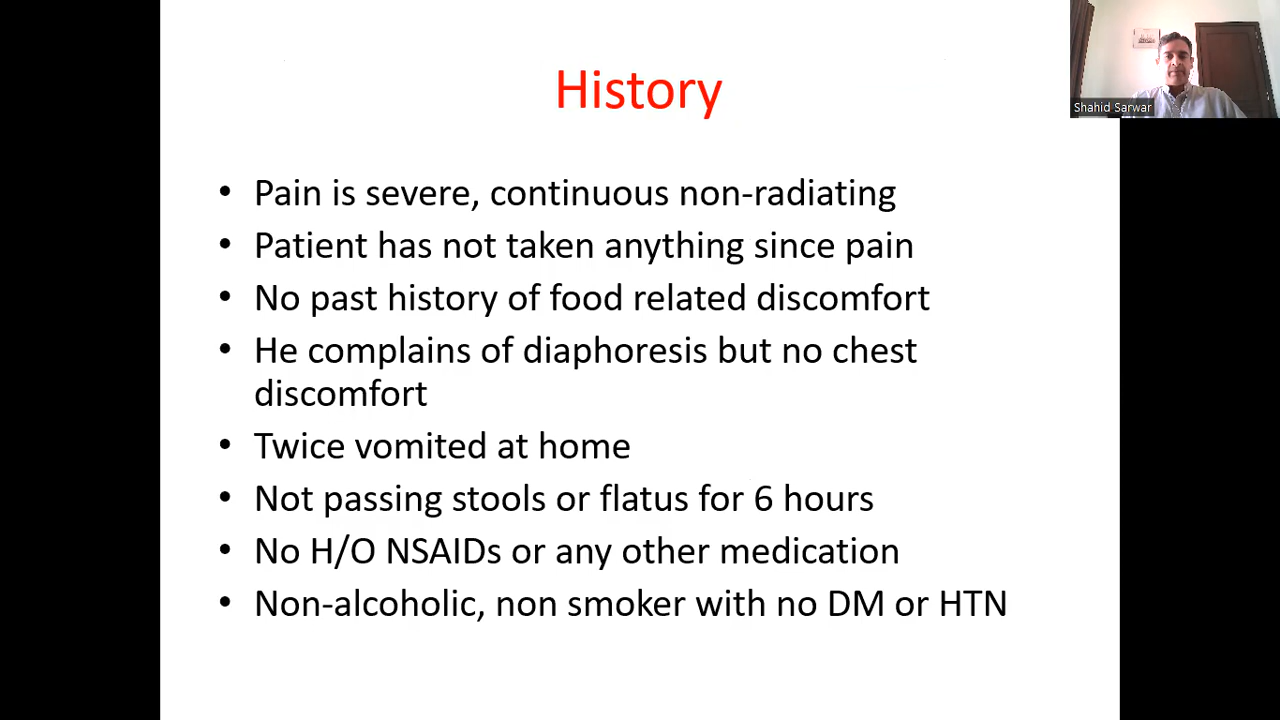 Shahid Sarwar
History
• Pain is severe, continuous non-radiating
• Patient has not taken anything since pain
• No past history of food related discomfort
• He complains of diaphoresis but no chest
discomfort
• Twice vomited at home
• Not passing stools or flatus for 6 hours
• No H/O NSAIDs or any other medication
• Non-alcoholic, non smoker with no DM or HTN